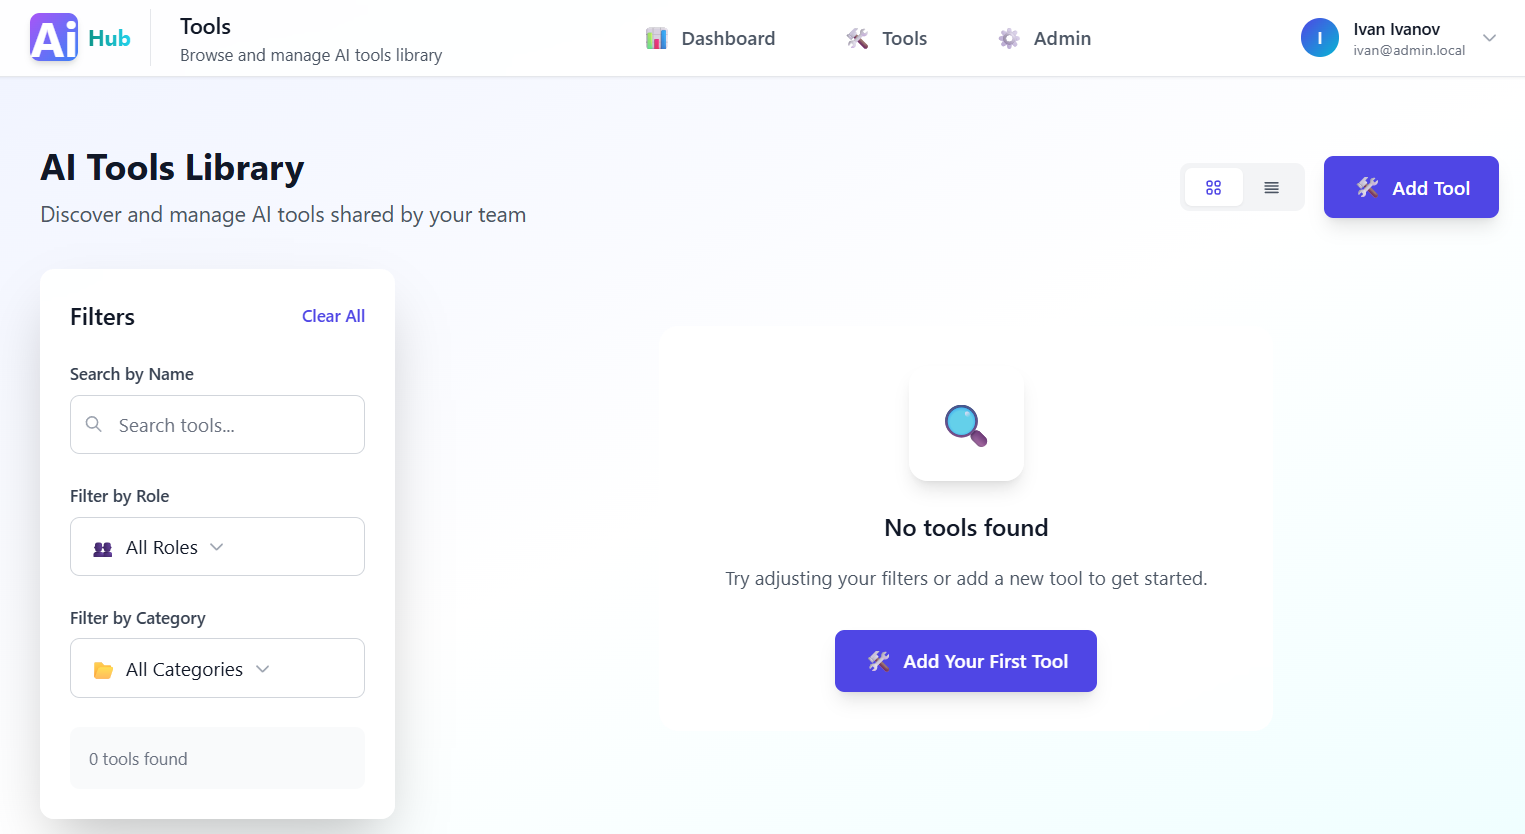 Ai Hub
Tools
Browse and manage AI tools library
Dashboard
Tools
Admin
I
Ivan Ivanov
ivan@admin.local
AI Tools Library
Discover and manage AI tools shared by your team
Add Tool
Filters
Clear All
Search by Name
Search tools...
Filter by Role
All Roles
Filter by Category
All Categories
0 tools found
No tools found
Try adjusting your filters or add a new tool to get started.
Add Your First Tool